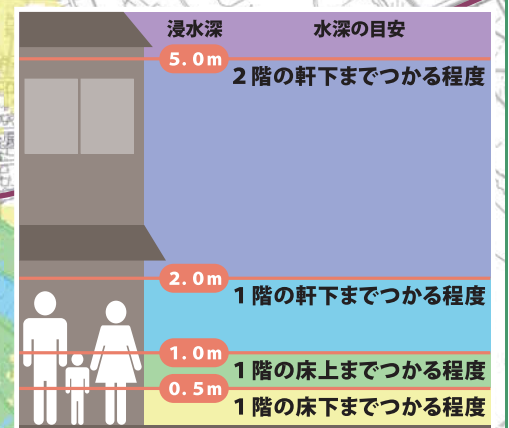 浸水深 水深の目安
5.0m
2階の軒下までつかる程度
2.0m
1階の軒下までつかる程度
1.0m
1階の床上までつかる程度
0.5m
1階の床下までつかる程度